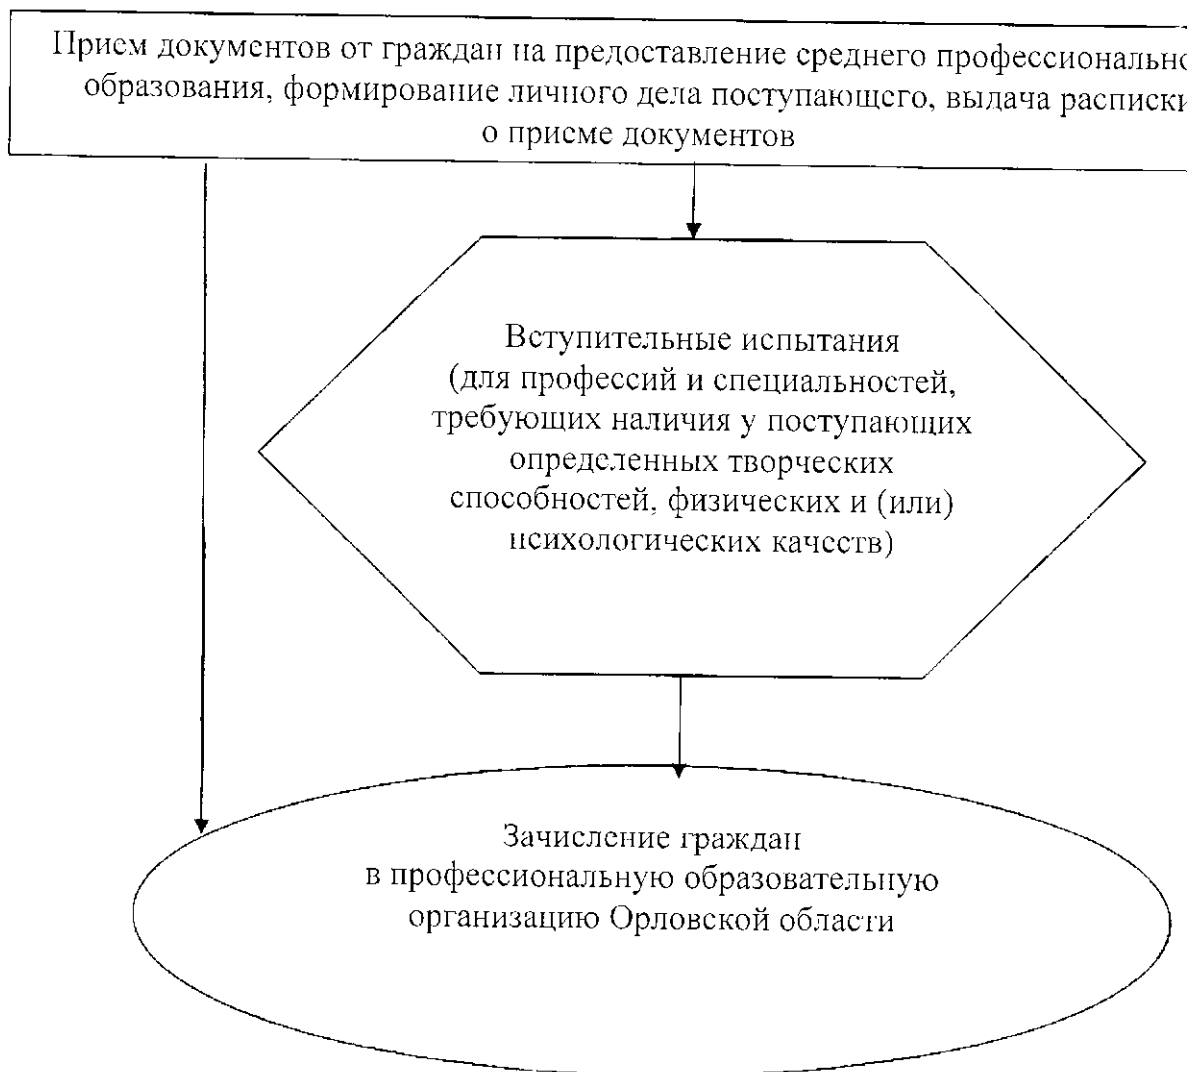 Прием документов от граждан на предоставление среднего профессионально
образования, формирование личного дела поступающего, выдача расписки
о приеме документов
Вступительные испытания
(для профессий и специальностей,
требующих наличия у поступающих
определенных творческих
способностей, физических и (или)
психологических качеств)
Зачисление граждан
в профессиональную образовательную
организацию Орловской области